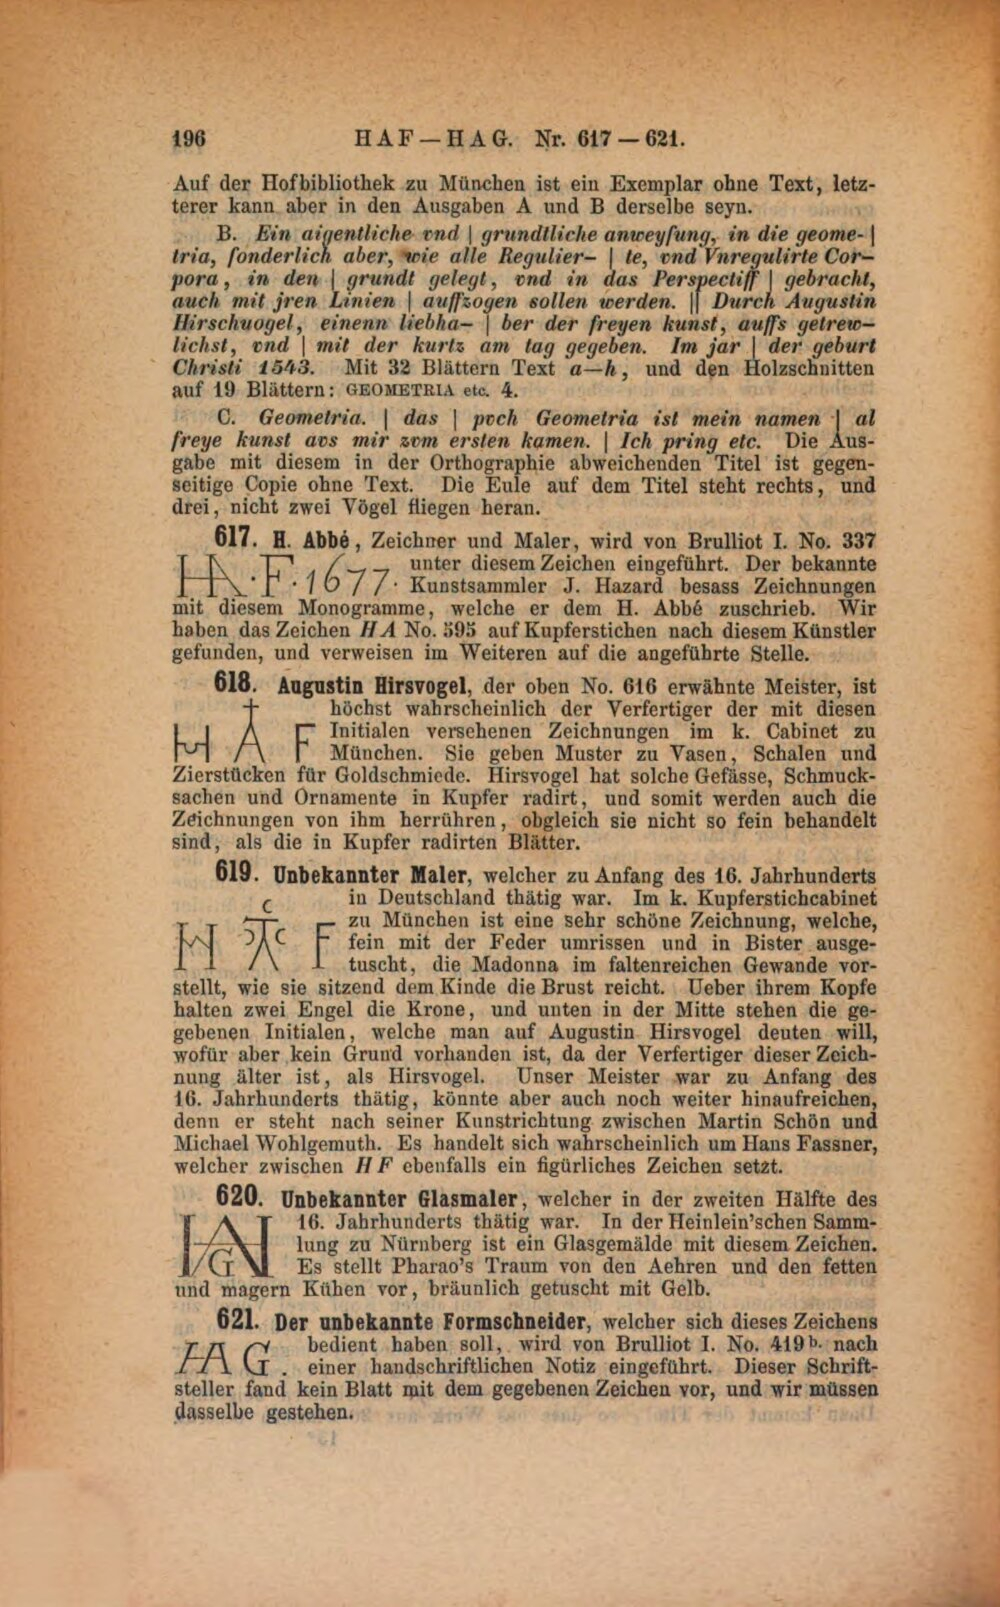 196 HAF — HAG. Nr. 617 — 621.
Auf der Hofbibliothek zu München ist ein Exemplar ohne Text, letz-
terer kann aber in den Ausgaben A und B derselbe seyn.
B. Ein aigentliche vnd | grundtliche anweyſung, in die geome- |
tria, ſonderlich aber, wie alle Regulier- | te, vnd Vnregulirte Cor-
pora, in den | grundt gelegt, vnd in das Perspectiff | gebracht,
auch mit jren Linien | auffzogen sollen werden. || Durch Augustin
Hirschuogel, einenn liebha- | ber der freyen kunst, auffs getrew-
lichst, vnd | mit der kurtz am tag gegeben. Im jar | der geburt
Christi 1543. Mit 32 Blättern Text a—h, und den Holzschnitten
auf 19 Blättern: GEOMETRIA etc. 4.
C. Geometria. | das | pvch Geometria ist mein namen | al
freye kunst avs mir zvm ersten kamen. | Ich pring etc. Die Aus-
gabe mit diesem in der Orthographie abweichenden Titel ist gegen-
seitige Copie ohne Text. Die Eule auf dem Titel steht rechts, und
drei, nicht zwei Vögel fliegen heran.
617. H. Abbé, Zeichner und Maler, wird von Brulliot I. No. 337
unter diesem Zeichen eingeführt. Der bekannte
HA·F·1677· Kunstsammler J. Hazard besass Zeichnungen
mit diesem Monogramme, welche er dem H. Abbé zuschrieb. Wir
haben das Zeichen HA No. 595 auf Kupferstichen nach diesem Künstler
gefunden, und verweisen im Weiteren auf die angeführte Stelle.
618. Augustin Hirsvogel, der oben No. 616 erwähnte Meister, ist
höchst wahrscheinlich der Verfertiger der mit diesen
H A F Initialen versehenen Zeichnungen im k. Cabinet zu
München. Sie geben Muster zu Vasen, Schalen und
Zierstücken für Goldschmiede. Hirsvogel hat solche Gefässe, Schmuck-
sachen und Ornamente in Kupfer radirt, und somit werden auch die
Zeichnungen von ihm herrühren, obgleich sie nicht so fein behandelt
sind, als die in Kupfer radirten Blätter.
619. Unbekannter Maler, welcher zu Anfang des 16. Jahrhunderts
in Deutschland thätig war. Im k. Kupferstichcabinet
zu München ist eine sehr schöne Zeichnung, welche,
H A F fein mit der Feder umrissen und in Bister ausge-
tuscht, die Madonna im faltenreichen Gewande vor-
stellt, wie sie sitzend dem Kinde die Brust reicht. Ueber ihrem Kopfe
halten zwei Engel die Krone, und unten in der Mitte stehen die ge-
gebenen Initialen, welche man auf Augustin Hirsvogel deuten will,
wofür aber kein Grund vorhanden ist, da der Verfertiger dieser Zeich-
nung älter ist, als Hirsvogel. Unser Meister war zu Anfang des
16. Jahrhunderts thätig, könnte aber auch noch weiter hinaufreichen,
denn er steht nach seiner Kunstrichtung zwischen Martin Schön und
Michael Wohlgemuth. Es handelt sich wahrscheinlich um Hans Fassner,
welcher zwischen HF ebenfalls ein figürliches Zeichen setzt.
620. Unbekannter Glasmaler, welcher in der zweiten Hälfte des
16. Jahrhunderts thätig war. In der Heinlein'schen Samm-
HAG lung zu Nürnberg ist ein Glasgemälde mit diesem Zeichen.
Es stellt Pharao's Traum von den Aehren und den fetten
und magern Kühen vor, bräunlich getuscht mit Gelb.
621. Der unbekannte Formschneider, welcher sich dieses Zeichens
bedient haben soll, wird von Brulliot I. No. 419b. nach
HA G. einer handschriftlichen Notiz eingeführt. Dieser Schrift-
steller fand kein Blatt mit dem gegebenen Zeichen vor, und wir müssen
dasselbe gestehen.